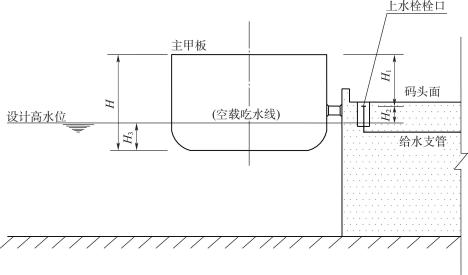 上水栓栓口
主甲板
H₁
码头面
H
设计高水位
(空载吃水线)
H₂
H₃
给水支管